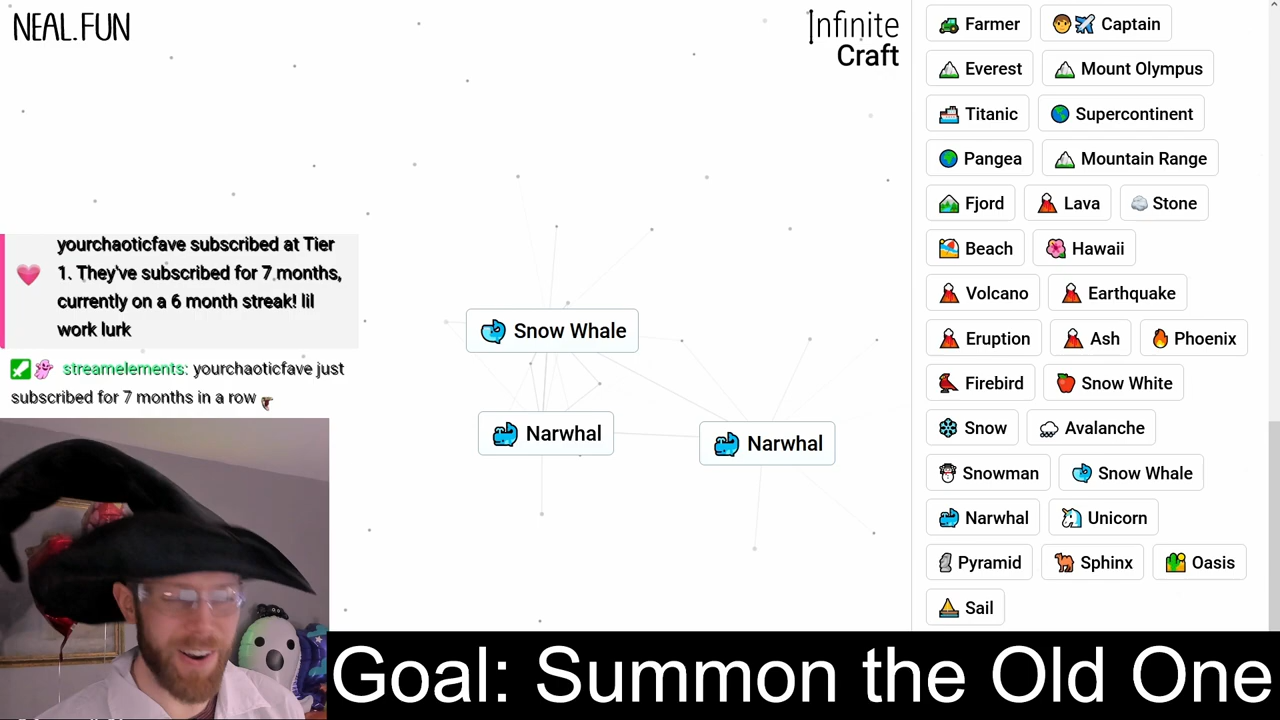 NEAL.FUN
Infinite
Craft
yourchaoticfave subscribed at Tier
1. They've subscribed for 7 months,
currently on a 6 month streak! lil
work lurk
streamelements: yourchaoticfave just
subscribed for 7 months in a row
Snow Whale
Narwhal
Narwhal
Farmer
Captain
Everest
Mount Olympus
Titanic
Supercontinent
Pangea
Mountain Range
Fjord
Lava
Stone
Beach
Hawaii
Volcano
Earthquake
Eruption
Ash
Phoenix
Firebird
Snow White
Snow
Avalanche
Snowman
Snow Whale
Narwhal
Unicorn
Pyramid
Sphinx
Oasis
Sail
Goal: Summon the Old One